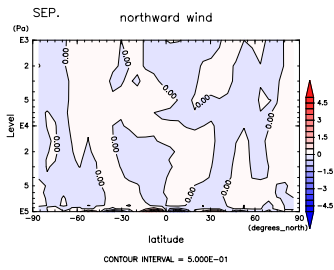 SEP.
northward wind
(Pa)
E3
2
5
E4
2
5
E5
Level
0.00
0.00
0.00
0.00
0.00
0.00
0.00
0.00
0.00
-90 -60 -30 0 30 60 90
(degrees_north)
latitude
4.5
3
1.5
0
-1.5
-3
-4.5
CONTOUR INTERVAL = 5.000E-01